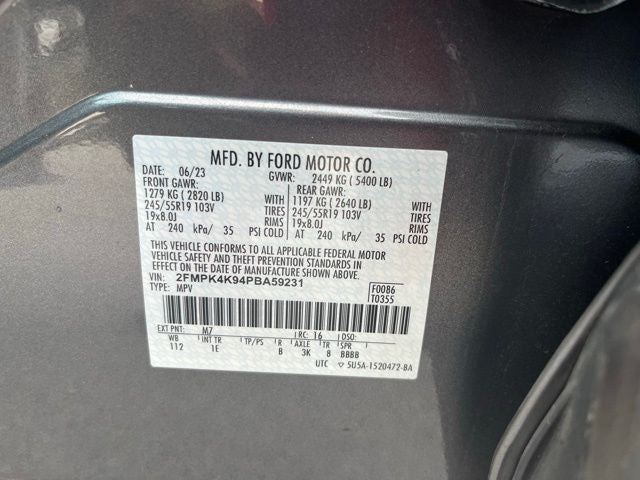 MFD. BY FORD MOTOR CO.
DATE: 06/23 GVWR: 2449 KG ( 5400 LB)
FRONT GAWR: REAR GAWR:
1279 KG ( 2820 LB) WITH 1197 KG ( 2640 LB) WITH
245/55R19 103V TIRES 245/55R19 103V TIRES
19x8.0J RIMS 19x8.0J RIMS
AT 240 kPa/ 35 PSI COLD AT 240 kPa/ 35 PSI COLD
THIS VEHICLE CONFORMS TO ALL APPLICABLE FEDERAL MOTOR
VEHICLE SAFETY AND BUMPER STANDARDS IN
EFFECT ON THE DATE OF MANUFACTURE SHOWN ABOVE.
VIN: 2FMPK4K94PBA59231 F0086
TYPE: MPV T0355
EXT PNT: M7 RC: 16 DSO:
WB INT TR TP/PS R AXLE TR SPR
112 1E B 3K 8 BBBB
UTC ▽ 5U5A-1520472-BA